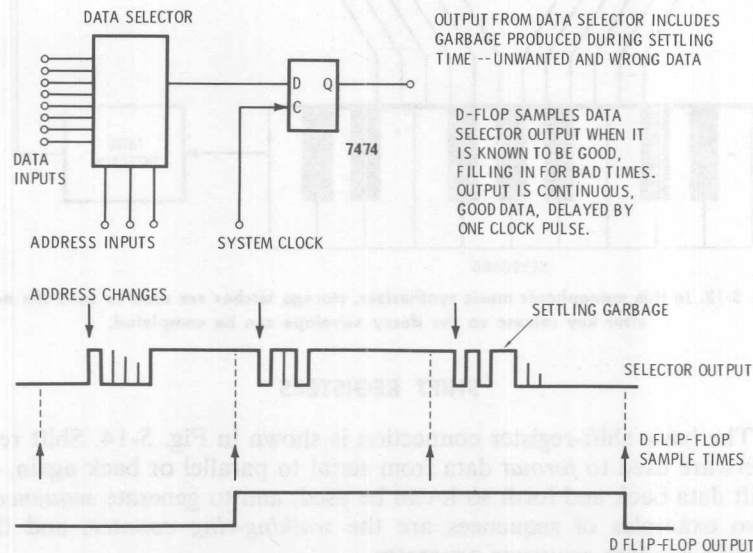 DATA SELECTOR
OUTPUT FROM DATA SELECTOR INCLUDES
GARBAGE PRODUCED DURING SETTLING
TIME -- UNWANTED AND WRONG DATA
D Q
C
7474
D-FLOP SAMPLES DATA
SELECTOR OUTPUT WHEN IT
IS KNOWN TO BE GOOD,
FILLING IN FOR BAD TIMES.
OUTPUT IS CONTINUOUS,
GOOD DATA, DELAYED BY
ONE CLOCK PULSE.
DATA
INPUTS
ADDRESS INPUTS
SYSTEM CLOCK
ADDRESS CHANGES
SETTLING GARBAGE
SELECTOR OUTPUT
D FLIP-FLOP
SAMPLE TIMES
D FLIP-FLOP OUTPUT